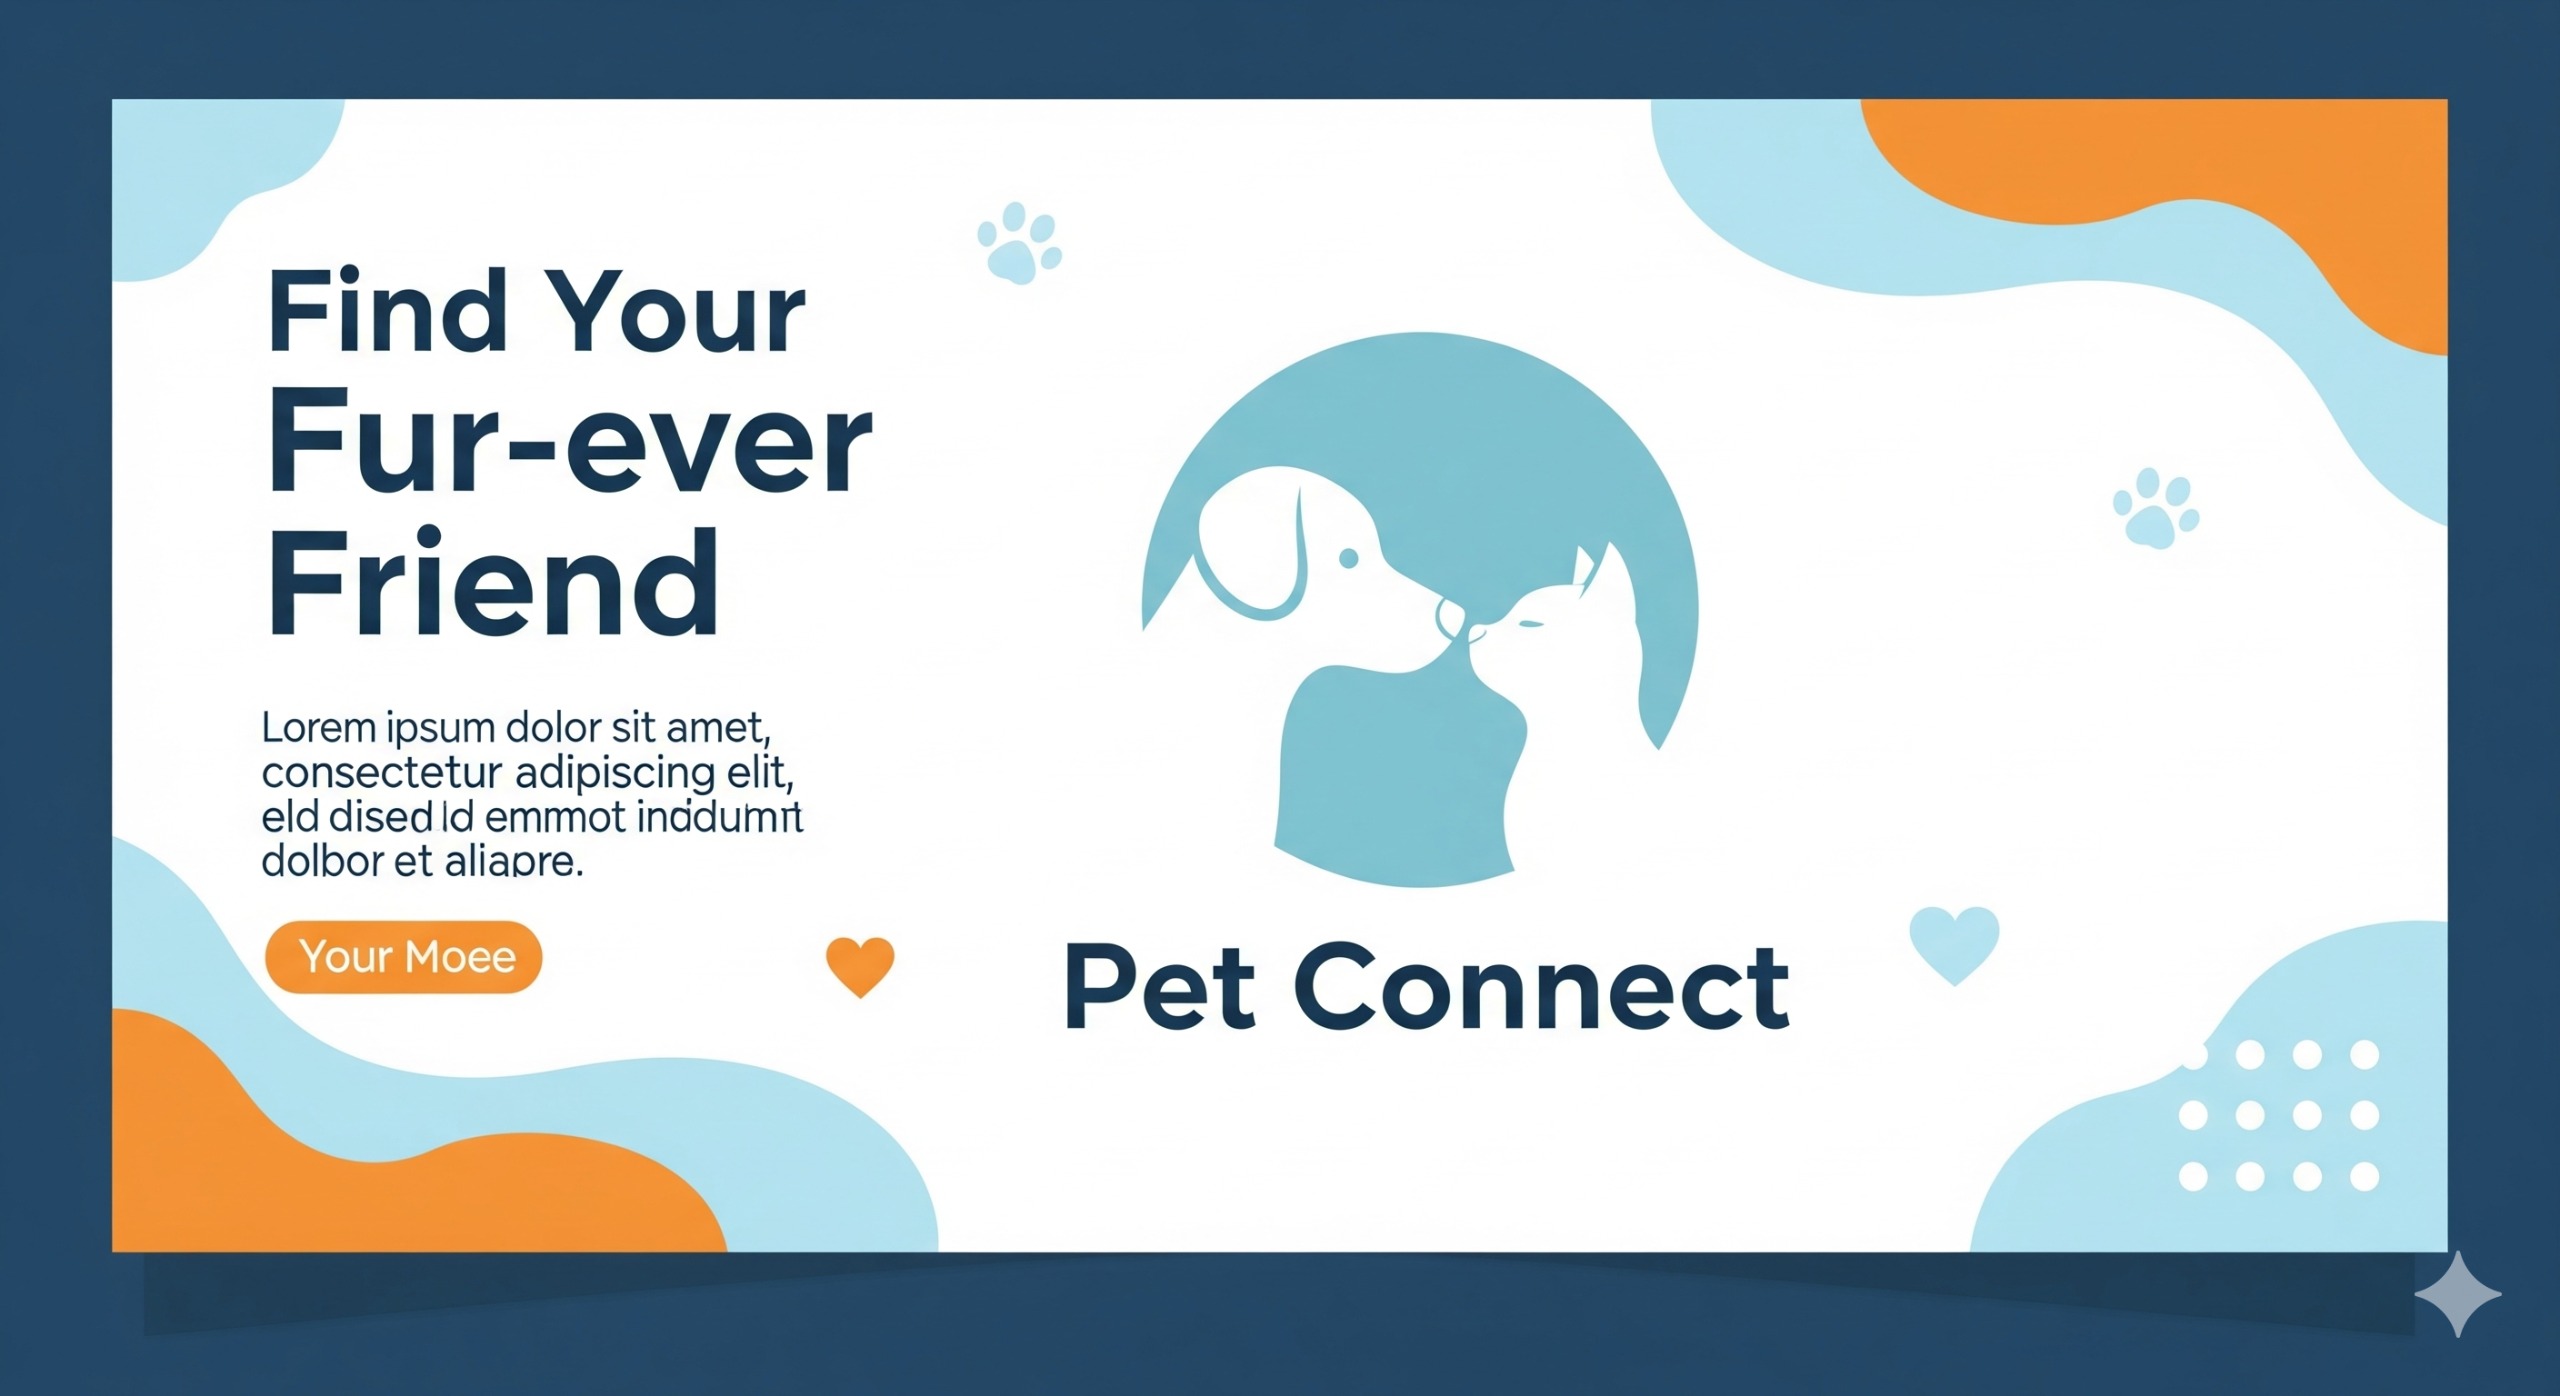 Find Your
Fur-ever
Friend
Lorem ipsum dolor sit amet,
consectetur adipiscing elit,
eld dised ld emmot
dolbor et aliapre.
Your Moee
Pet Connect